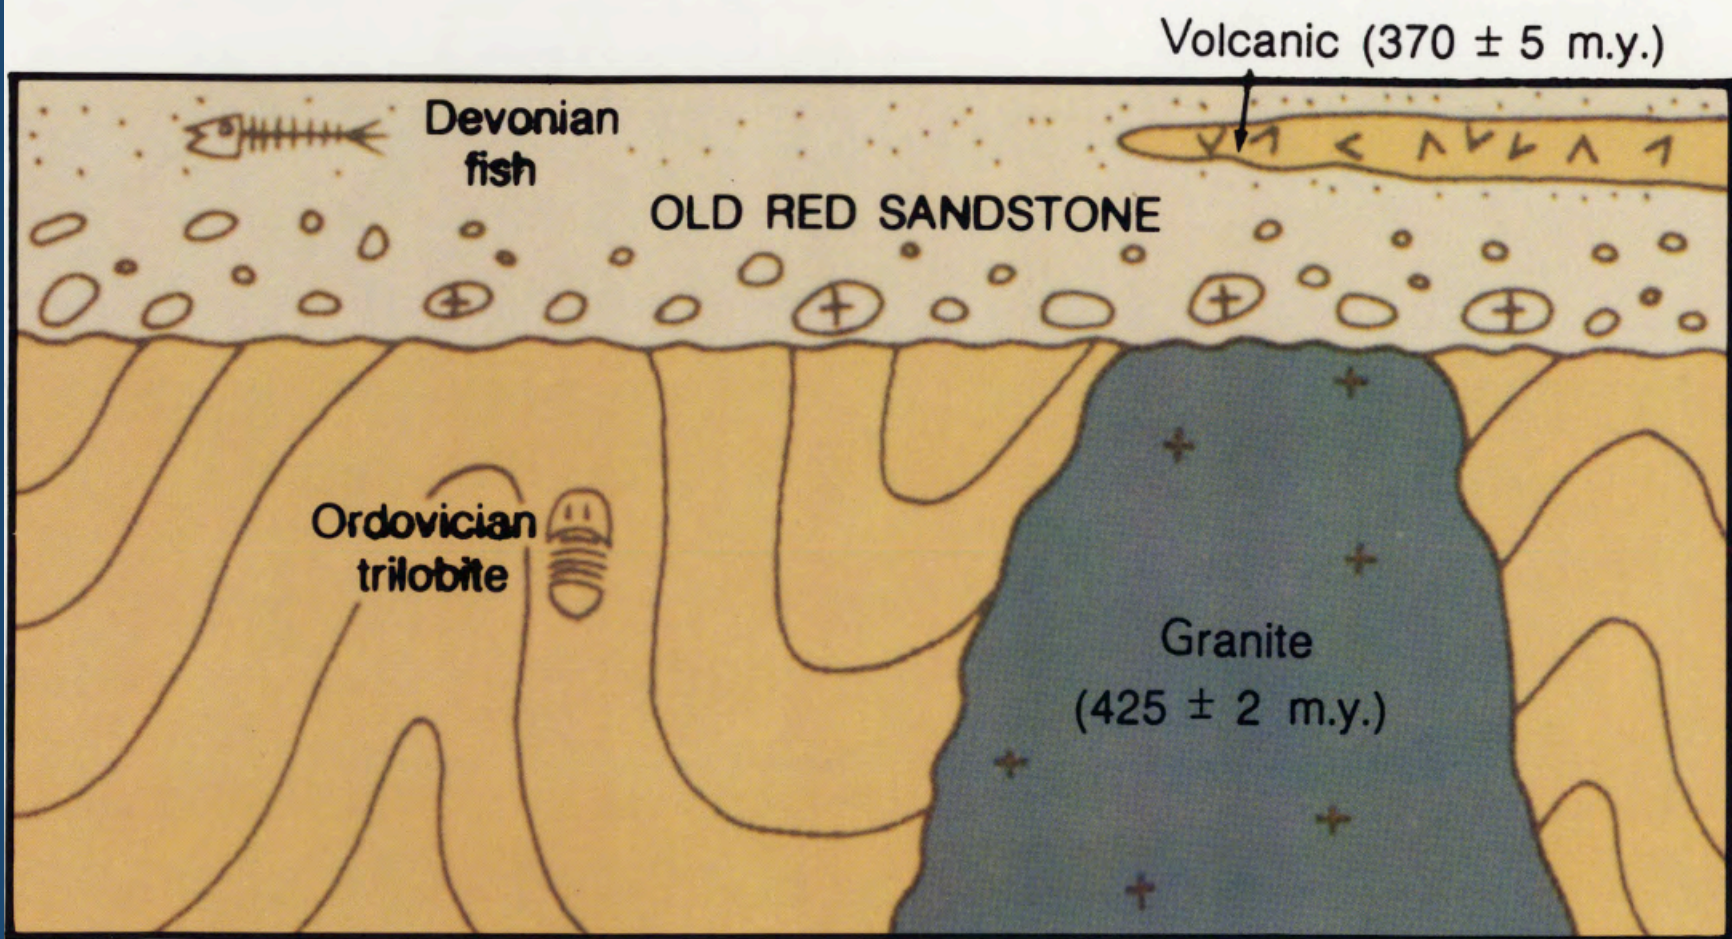 Volcanic (370 ± 5 m.y.)
Devonian
fish
OLD RED SANDSTONE
Ordovician
trilobite
Granite
(425 ± 2 m.y.)